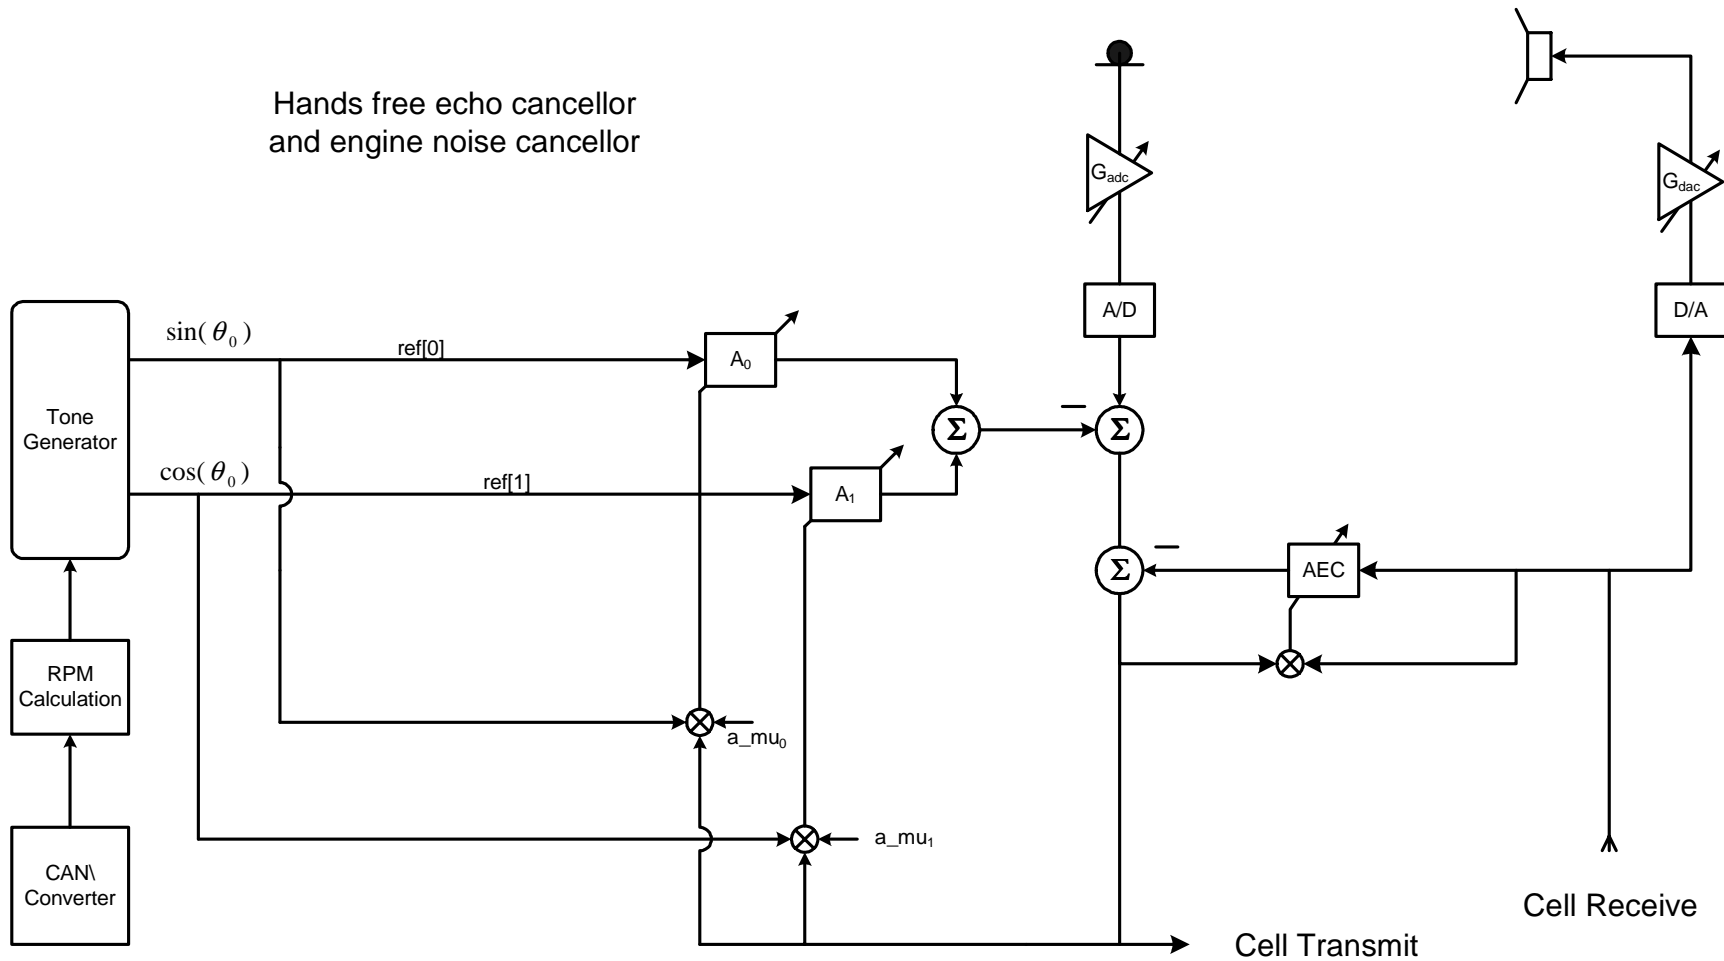 Hands free echo cancellor
and engine noise cancellor
G_adc
G_dac
A/D
D/A
sin( θ_0 )
ref[0]
A_0
Tone
Generator
Σ
Σ
cos( θ_0 )
ref[1]
A_1
Σ
AEC
RPM
Calculation
a_mu_0
a_mu_1
CAN\
Converter
Cell Receive
Cell Transmit